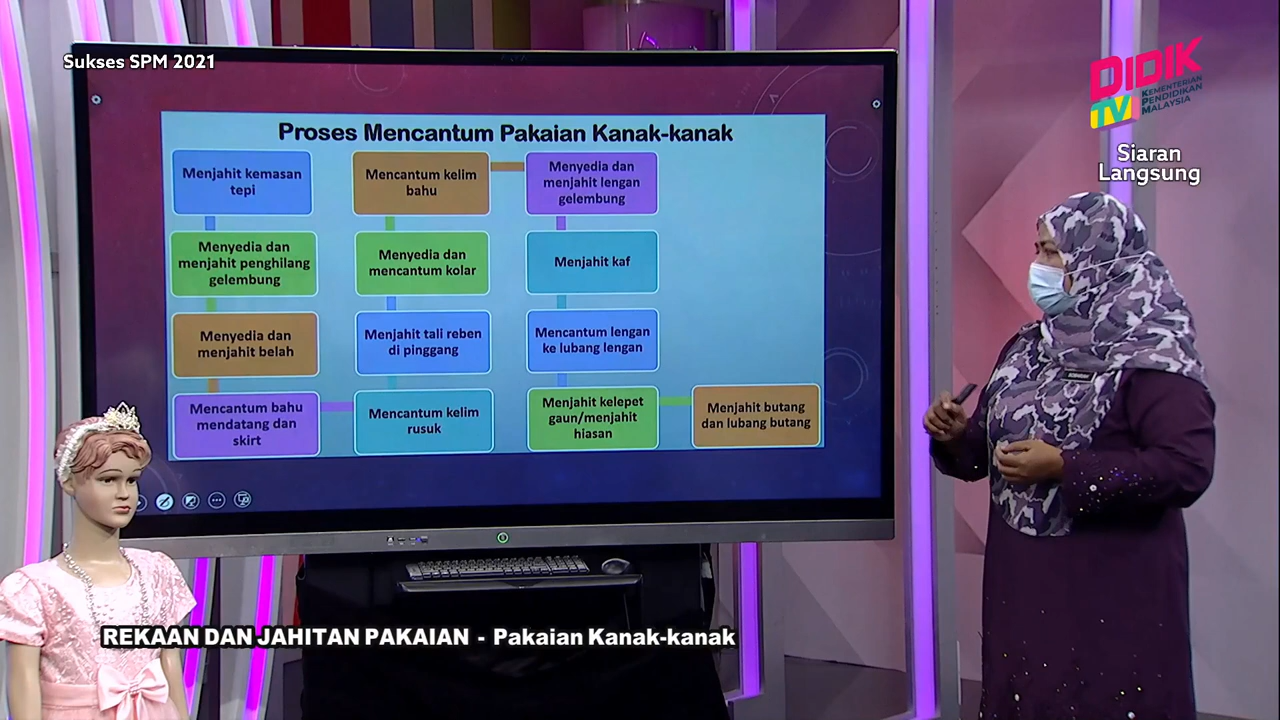 Sukses SPM 2021
DIDIK
TV
KEMENTERIAN
PENDIDIKAN
MALAYSIA
Siaran
Langsung
Proses Mencantum Pakaian Kanak-kanak
Menjahit kemasan
tepi
Menyedia dan
menjahit penghilang
gelembung
Menyedia dan
menjahit belah
Mencantum bahu
mendatang dan
skirt
Mencantum kelim
bahu
Menyedia dan
mencantum kolar
Menjahit tali reben
di pinggang
Mencantum kelim
rusuk
Menyedia dan
menjahit lengan
gelembung
Menjahit kaf
Mencantum lengan
ke lubang lengan
Menjahit kelepet
gaun/menjahit
hiasan
Menjahit butang
dan lubang butang
REKAAN DAN JAHITAN PAKAIAN - Pakaian Kanak-kanak